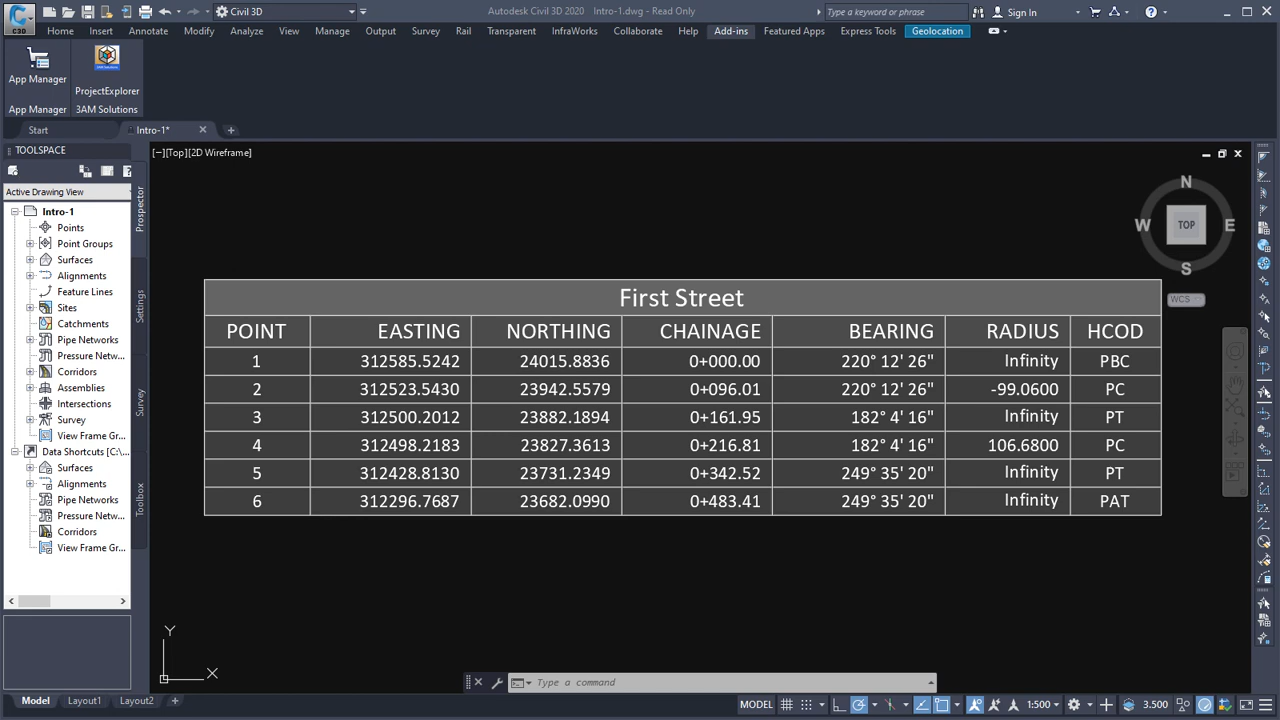 Civil 3D
Autodesk Civil 3D 2020 Intro-1.dwg - Read Only
Type a keyword or phrase
Sign In
C3D
Home Insert Annotate Modify Analyze View Manage Output Survey Rail Transparent InfraWorks Collaborate Help Add-ins Featured Apps Express Tools Geolocation
App Manager
ProjectExplorer
App Manager 3AM Solutions
Start Intro-1*
TOOLSPACE
[−][Top][2D Wireframe]
Active Drawing View
Intro-1
Points
Point Groups
Surfaces
Alignments
Feature Lines
Sites
Catchments
Pipe Networks
Pressure Netw...
Corridors
Assemblies
Intersections
Survey
View Frame Gr...
Data Shortcuts [C:\...
Surfaces
Alignments
Pipe Networks
Pressure Netw...
Corridors
View Frame Gr...
Prospector
Settings
Survey
Toolbox
N
W TOP E
S
WCS
First Street
POINT EASTING NORTHING CHAINAGE BEARING RADIUS HCOD
1 312585.5242 24015.8836 0+000.00 220° 12' 26" Infinity PBC
2 312523.5430 23942.5579 0+096.01 220° 12' 26" -99.0600 PC
3 312500.2012 23882.1894 0+161.95 182° 4' 16" Infinity PT
4 312498.2183 23827.3613 0+216.81 182° 4' 16" 106.6800 PC
5 312428.8130 23731.2349 0+342.52 249° 35' 20" Infinity PT
6 312296.7687 23682.0990 0+483.41 249° 35' 20" Infinity PAT
Y
X
Type a command
Model Layout1 Layout2
MODEL 1:500 3.500